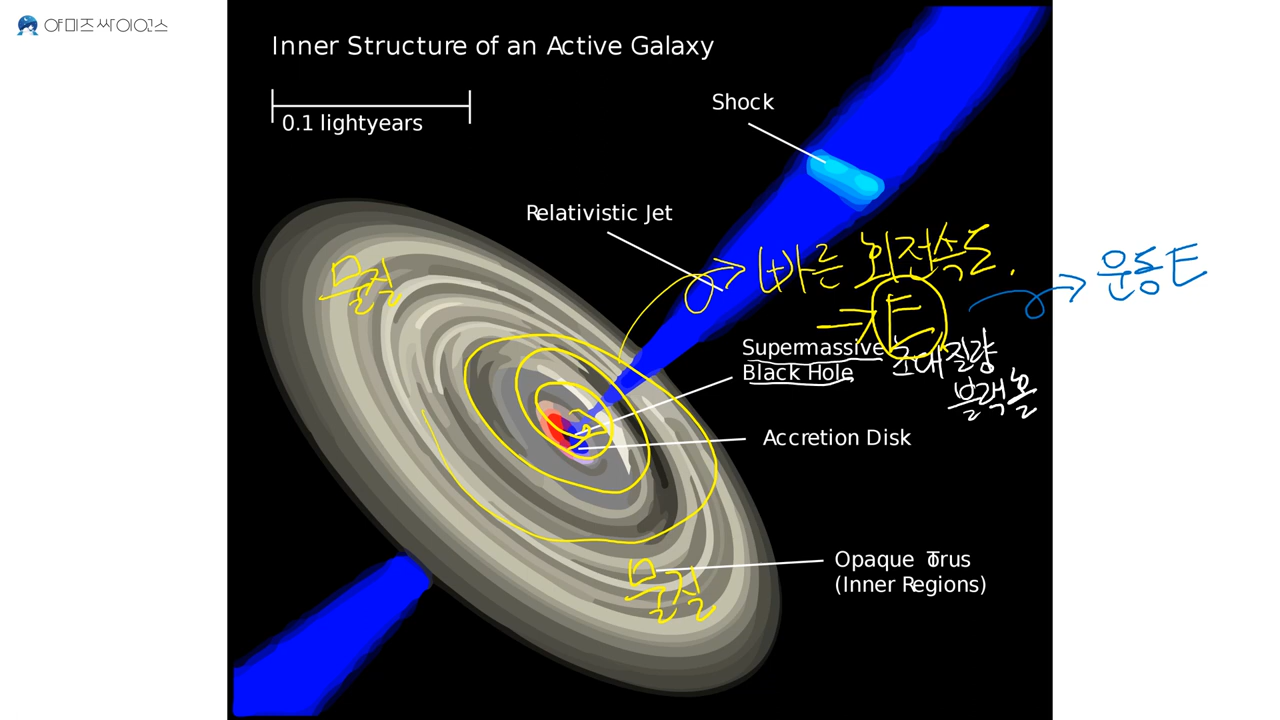 아미즈 싸이언스
Inner Structure of an Active Galaxy
0.1 lightyears
Shock
Relativistic Jet
물질
빠른 회전속도.
운동E
⇒ E
Supermassive
Black Hole
초대질량
블랙홀
Accretion Disk
Opaque Torus
(Inner Regions)
물질